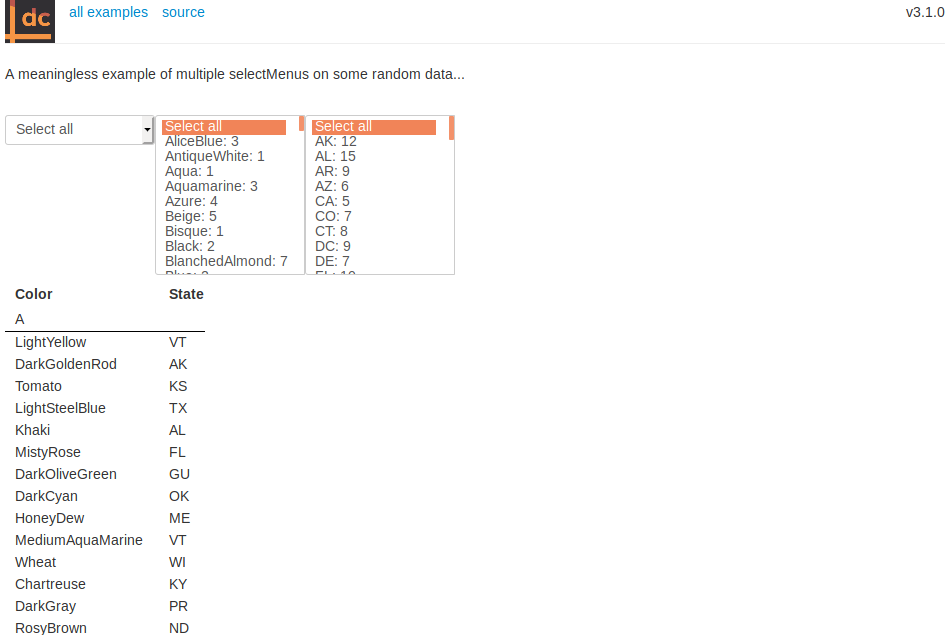 dc all examples source v3.1.0
A meaningless example of multiple selectMenus on some random data...
Select all
Select all
AliceBlue: 3
AntiqueWhite: 1
Aqua: 1
Aquamarine: 3
Azure: 4
Beige: 5
Bisque: 1
Black: 2
BlanchedAlmond: 7
Select all
AK: 12
AL: 15
AR: 9
AZ: 6
CA: 5
CO: 7
CT: 8
DC: 9
DE: 7
Color State
A
LightYellow VT
DarkGoldenRod AK
Tomato KS
LightSteelBlue TX
Khaki AL
MistyRose FL
DarkOliveGreen GU
DarkCyan OK
HoneyDew ME
MediumAquaMarine VT
Wheat WI
Chartreuse KY
DarkGray PR
RosyBrown ND